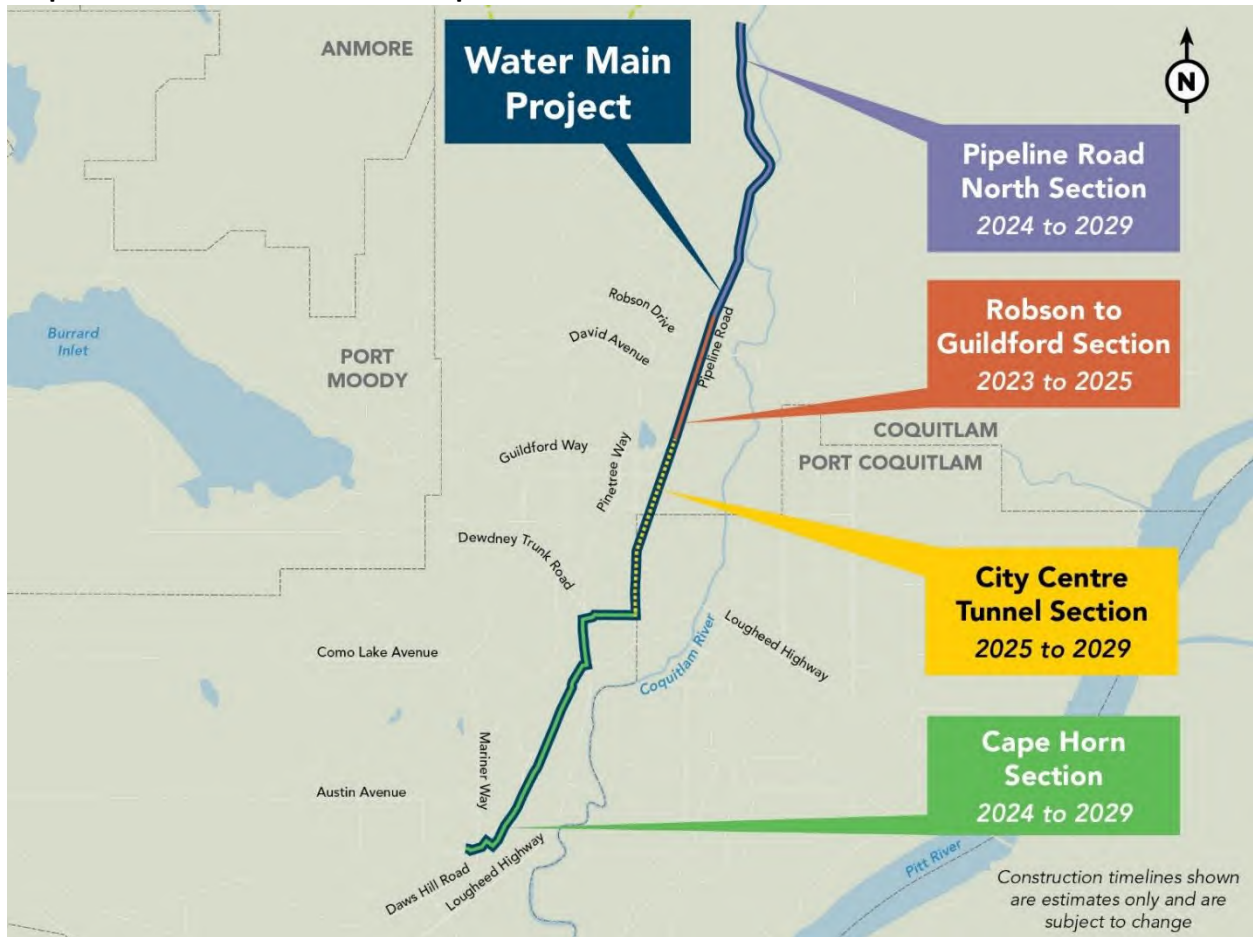 ANMORE
Water Main
Project
N
Pipeline Road
North Section
2024 to 2029
Robson Drive
David Avenue
Pipeline Road
Robson to
Guildford Section
2023 to 2025
Burrard
Inlet
PORT
MOODY
COQUITLAM
PORT COQUITLAM
Guildford Way
Pinetree Way
Dewdney Trunk Road
City Centre
Tunnel Section
2025 to 2029
Como Lake Avenue
Coquitlam River
Lougheed Highway
Mariner Way
Austin Avenue
Cape Horn
Section
2024 to 2029
Daws Hill Road
Lougheed Highway
Pitt River
Construction timelines shown
are estimates only and are
subject to change